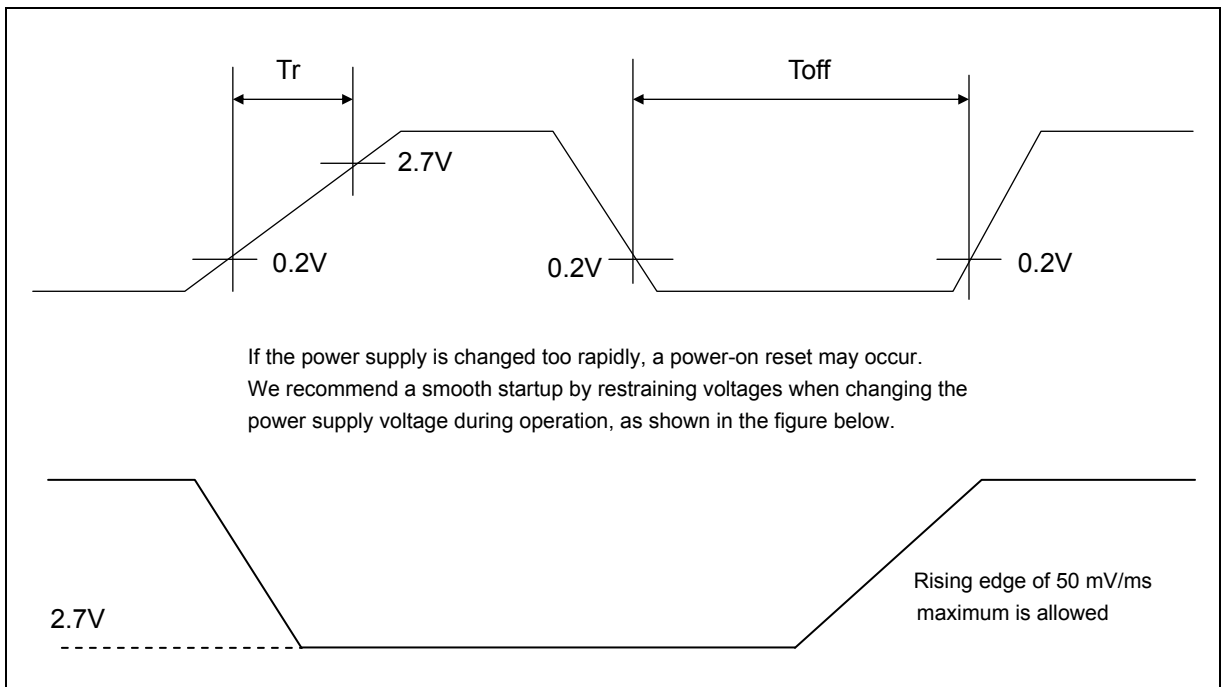 Tr
Toff
2.7V
0.2V
0.2V
0.2V
If the power supply is changed too rapidly, a power-on reset may occur.
We recommend a smooth startup by restraining voltages when changing the
power supply voltage during operation, as shown in the figure below.
Rising edge of 50 mV/ms
maximum is allowed
2.7V